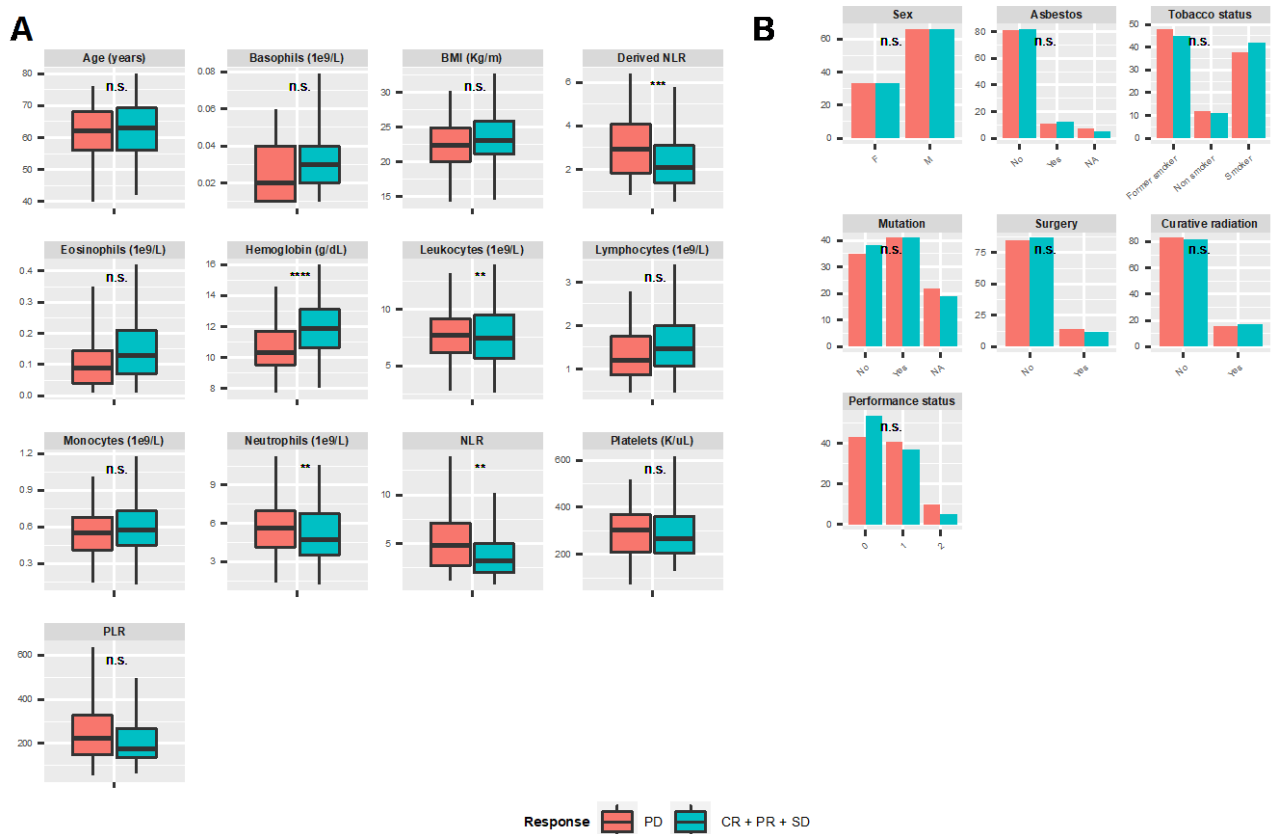 A
B
Age (years)
Basophils (1e9/L)
BMI (Kg/m)
Derived NLR
80
70
60
50
40
n.s.
0.08
0.06
0.04
0.02
n.s.
30
25
20
15
n.s.
6
4
2
***
Eosinophils (1e9/L)
Hemoglobin (g/dL)
Leukocytes (1e9/L)
Lymphocytes (1e9/L)
0.4
0.3
0.2
0.1
0.0
n.s.
16
14
12
10
8
****
10
5
**
3
2
1
n.s.
Monocytes (1e9/L)
Neutrophils (1e9/L)
NLR
Platelets (K/uL)
1.2
0.9
0.6
0.3
n.s.
9
6
3
**
10
5
**
600
400
200
n.s.
PLR
600
400
200
n.s.
Sex
Asbestos
Tobacco status
60
40
20
0
n.s.
F
M
80
60
40
20
0
n.s.
No
Yes
NA
50
40
30
20
10
0
n.s.
Former smoker
Non smoker
Smoker
Mutation
Surgery
Curative radiation
40
30
20
10
0
n.s.
No
Yes
NA
75
50
25
0
n.s.
No
Yes
80
60
40
20
0
n.s.
No
Yes
Performance status
40
20
0
n.s.
0
1
2
Response PD CR + PR + SD